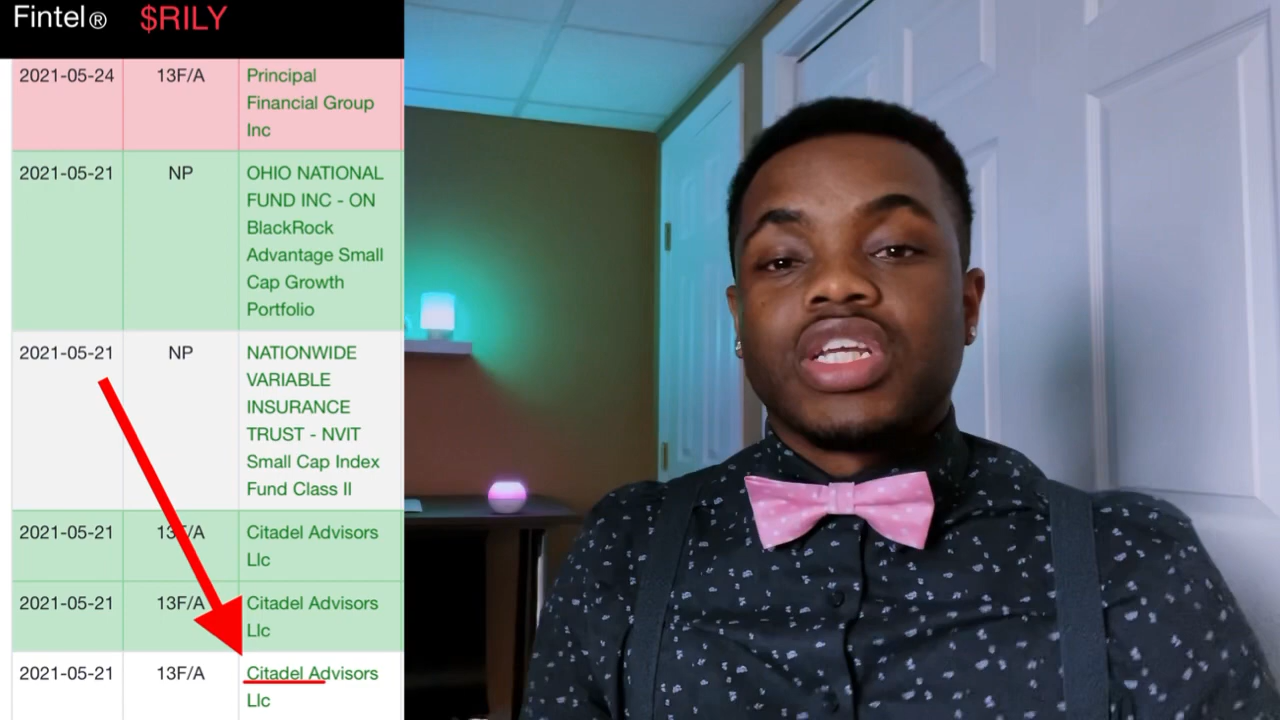 Fintel® $RILY
2021-05-24 13F/A Principal
Financial Group
Inc
2021-05-21 NP OHIO NATIONAL
FUND INC - ON
BlackRock
Advantage Small
Cap Growth
Portfolio
2021-05-21 NP NATIONWIDE
VARIABLE
INSURANCE
TRUST - NVIT
Small Cap Index
Fund Class II
2021-05-21 13F/A Citadel Advisors
Llc
2021-05-21 13F/A Citadel Advisors
Llc
2021-05-21 13F/A Citadel Advisors
Llc